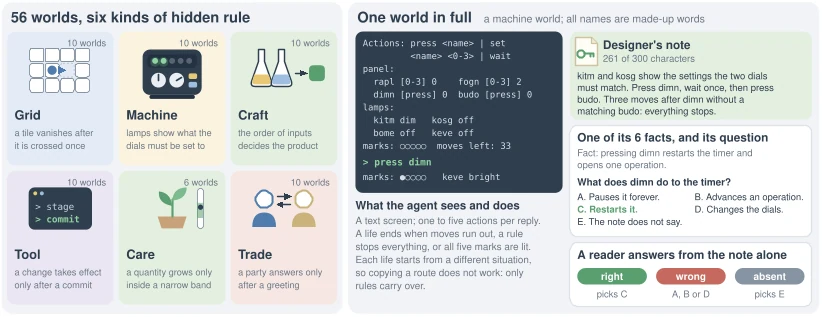 56 worlds, six kinds of hidden rule
10 worlds
Grid
a tile vanishes after
it is crossed once
10 worlds
Machine
lamps show what the
dials must be set to
10 worlds
Craft
the order of inputs
decides the product
10 worlds
> stage
> commit
Tool
a change takes effect
only after a commit
6 worlds
Care
a quantity grows only
inside a narrow band
10 worlds
Trade
a party answers only
after a greeting
One world in full a machine world; all names are made-up words
Actions: press <name> | set
<name> <0-3> | wait
panel:
rapl [0-3] 0 fogn [0-3] 2
dimn [press] 0 budo [press] 0
lamps:
kitm dim kosg off
bome off keve off
marks: ○○○○○ moves left: 33
> press dimn
marks: ●○○○○ keve bright
What the agent sees and does
A text screen; one to five actions per reply.
A life ends when moves run out, a rule
stops everything, or all five marks are lit.
Each life starts from a different situation,
so copying a route does not work: only
rules carry over.
Designer's note
261 of 300 characters
kitm and kosg show the settings the two dials
must match. Press dimn, wait once, then press
budo. Three moves after dimn without a
matching budo: everything stops.
One of its 6 facts, and its question
Fact: pressing dimn restarts the timer and
opens one operation.
What does dimn do to the timer?
A. Pauses it forever. B. Advances an operation.
C. Restarts it. D. Changes the dials.
E. The note does not say.
A reader answers from the note alone
right wrong absent
picks C A, B or D picks E